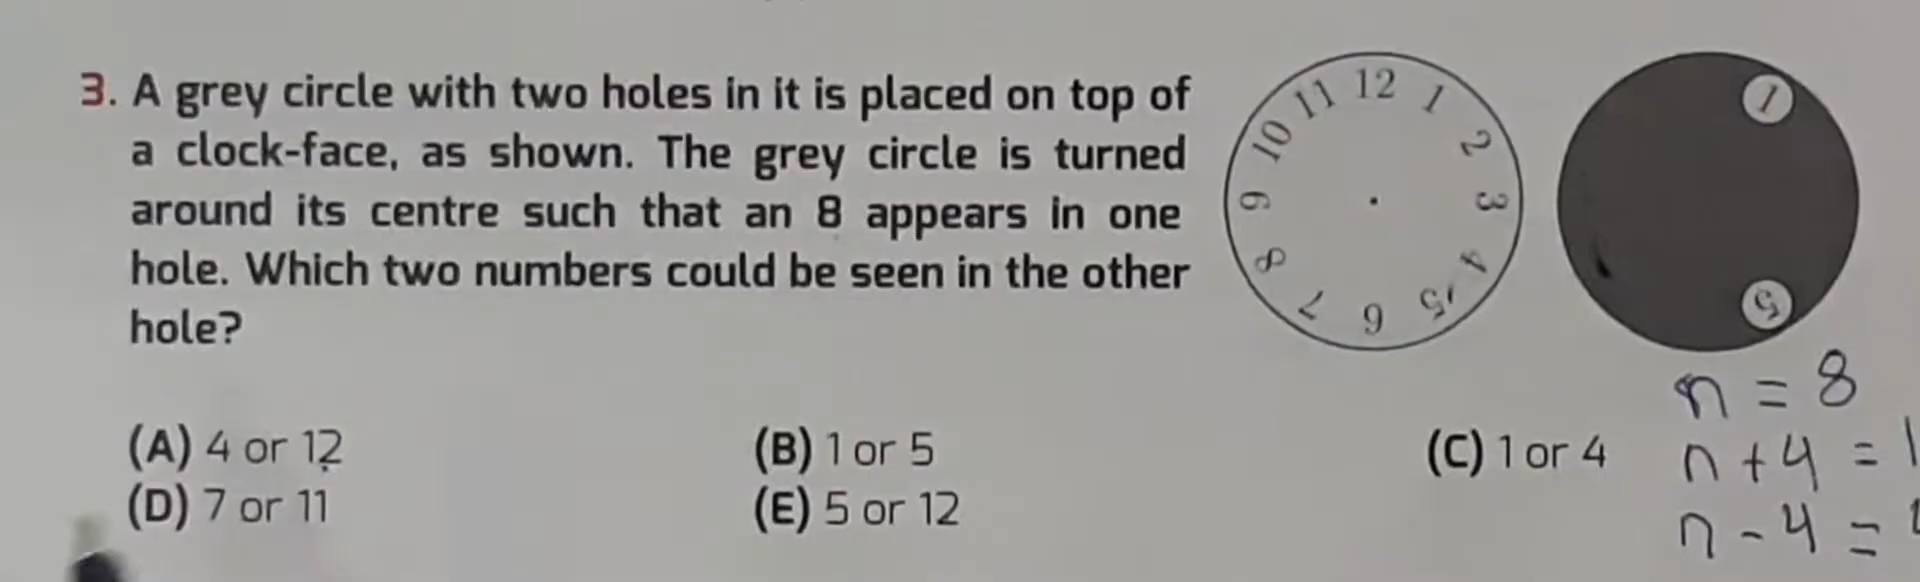 3. A grey circle with two holes in it is placed on top of
a clock-face, as shown. The grey circle is turned
around its centre such that an 8 appears in one
hole. Which two numbers could be seen in the other
hole?
12 1 2 3 4 5 6 7 8 9 10 11
1
5
(A) 4 or 12
(B) 1 or 5
(C) 1 or 4
(D) 7 or 11
(E) 5 or 12
n = 8
n + 4 = 1
n - 4 =